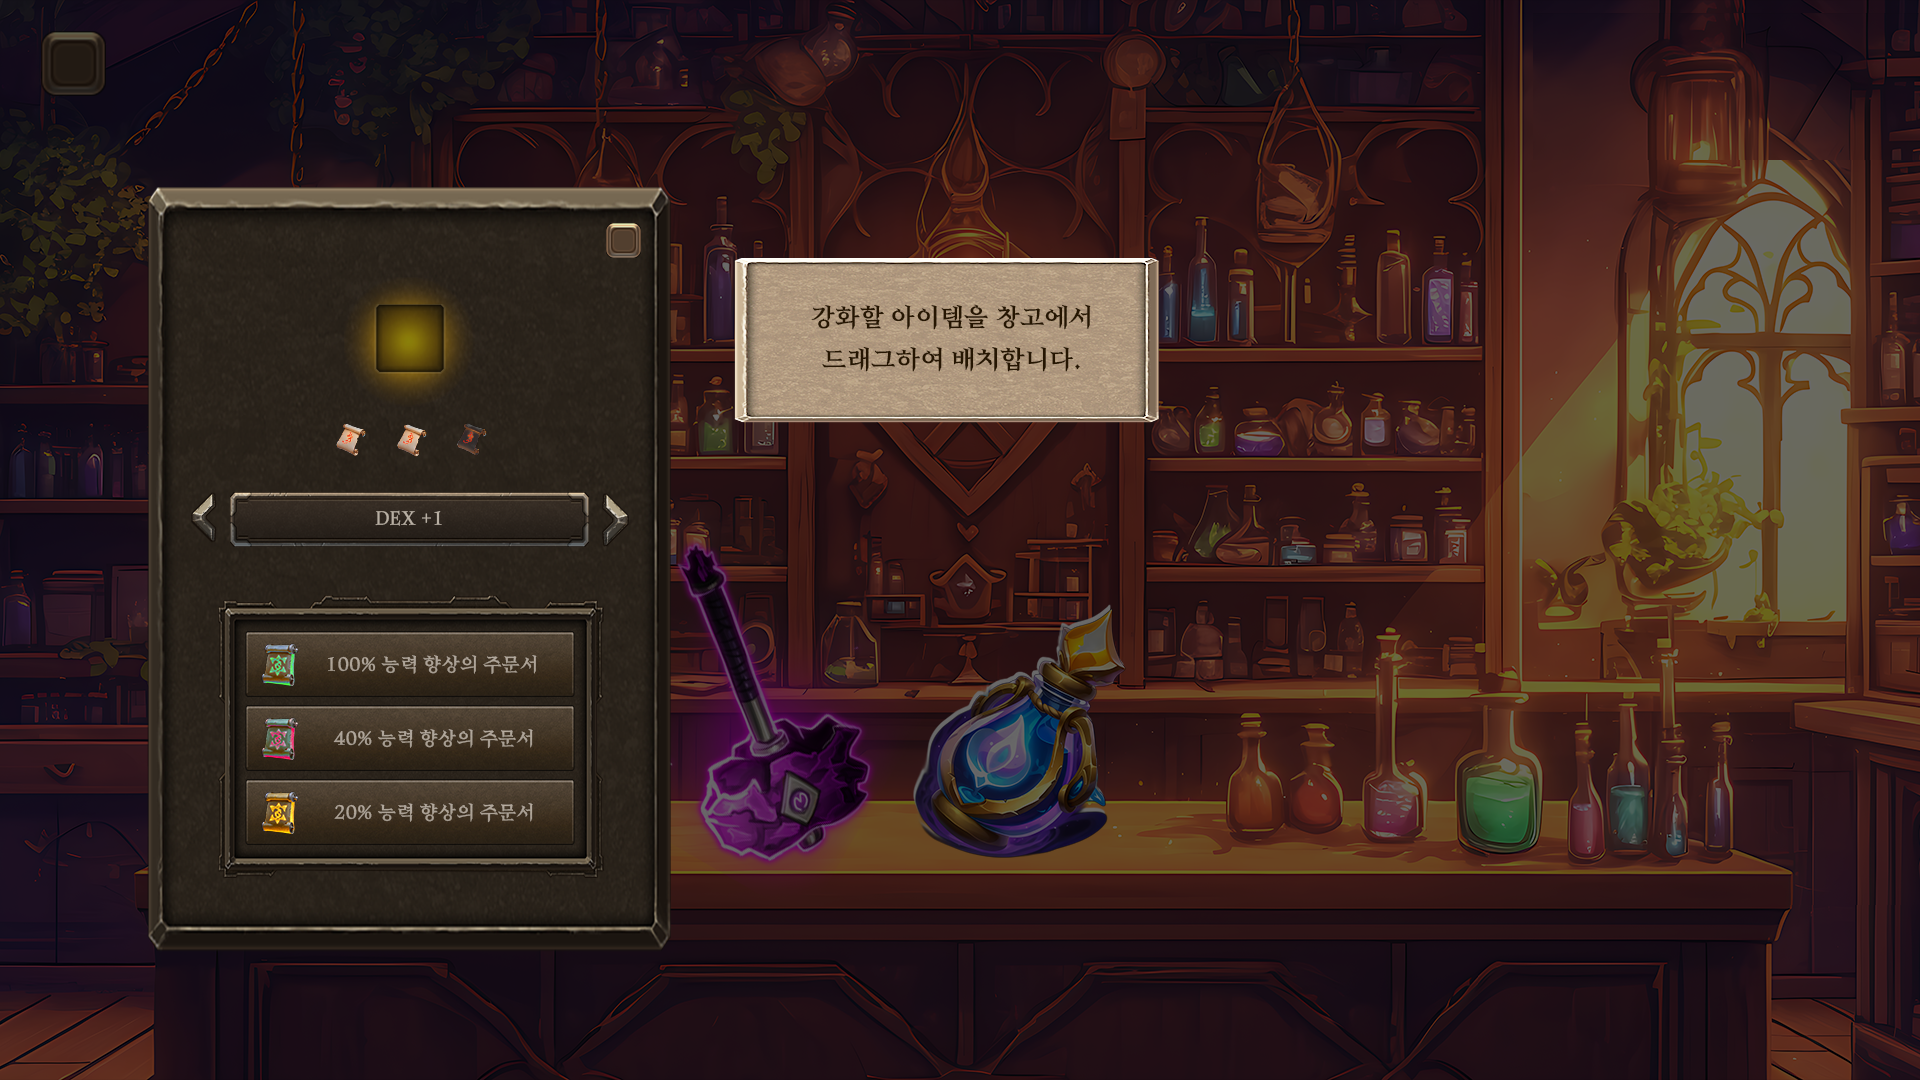 강화할 아이템을 창고에서
드래그하여 배치합니다.
DEX +1
100% 능력 향상의 주문서
40% 능력 향상의 주문서
20% 능력 향상의 주문서